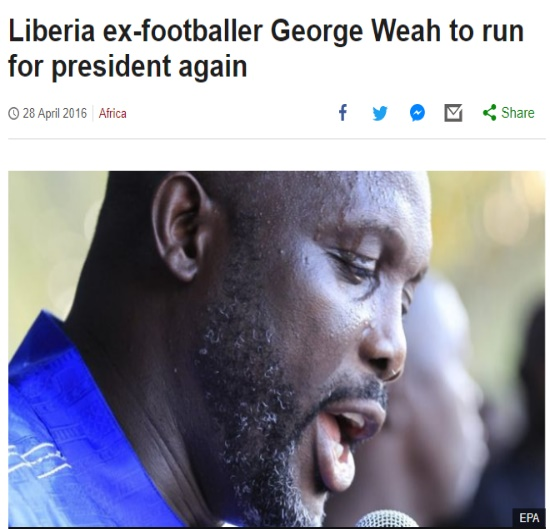 Liberia ex-footballer George Weah to run
for president again
28 April 2016 Africa Share
EPA